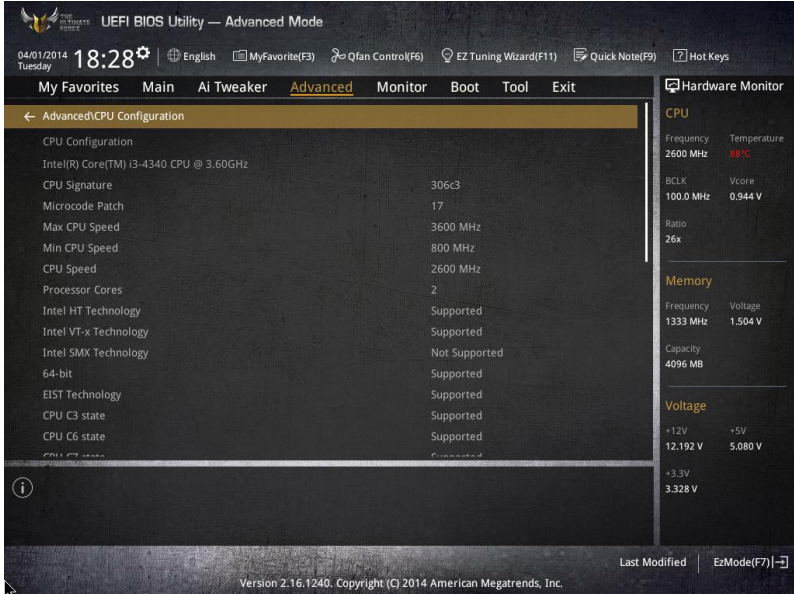 THE ULTIMATE FORCE
UEFI BIOS Utility — Advanced Mode
04/01/2014 Tuesday 18:28 English MyFavorite(F3) Qfan Control(F6) EZ Tuning Wizard(F11) Quick Note(F9) ? Hot Keys
My Favorites Main Ai Tweaker Advanced Monitor Boot Tool Exit
← Advanced\CPU Configuration
CPU Configuration
Intel(R) Core(TM) i3-4340 CPU @ 3.60GHz
CPU Signature 306c3
Microcode Patch 17
Max CPU Speed 3600 MHz
Min CPU Speed 800 MHz
CPU Speed 2600 MHz
Processor Cores 2
Intel HT Technology Supported
Intel VT-x Technology Supported
Intel SMX Technology Not Supported
64-bit Supported
EIST Technology Supported
CPU C3 state Supported
CPU C6 state Supported
CPU C7 state Supported
Hardware Monitor
CPU
Frequency Temperature
2600 MHz 88°C
BCLK Vcore
100.0 MHz 0.944 V
Ratio
26x
Memory
Frequency Voltage
1333 MHz 1.504 V
Capacity
4096 MB
Voltage
+12V +5V
12.192 V 5.080 V
+3.3V
3.328 V
Last Modified EzMode(F7)
Version 2.16.1240. Copyright (C) 2014 American Megatrends, Inc.